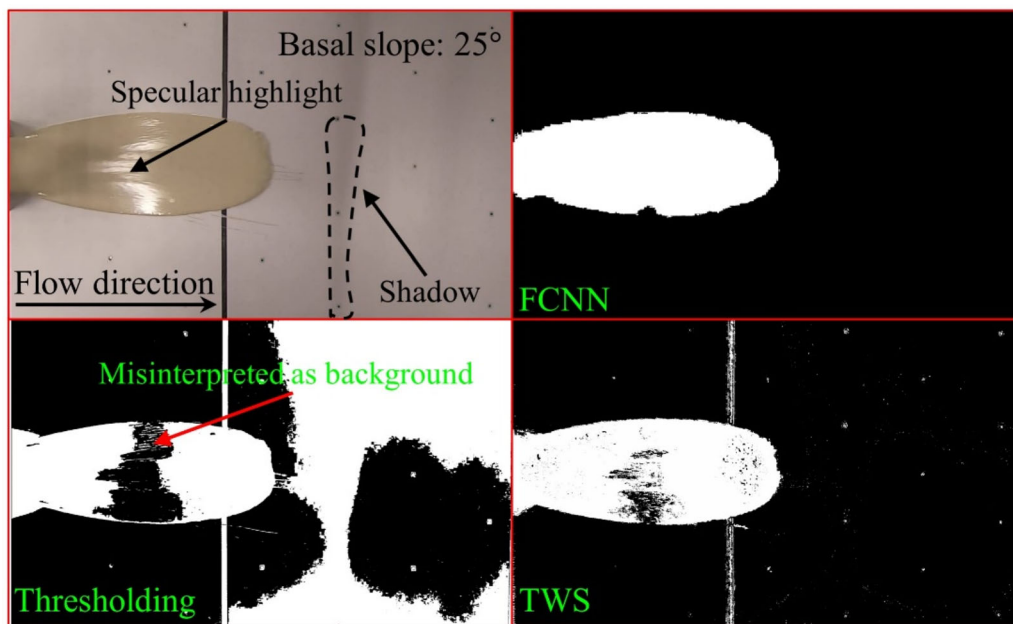 Basal slope: 25°
Specular highlight
Flow direction
Shadow
FCNN
Misinterpreted as background
Thresholding
TWS